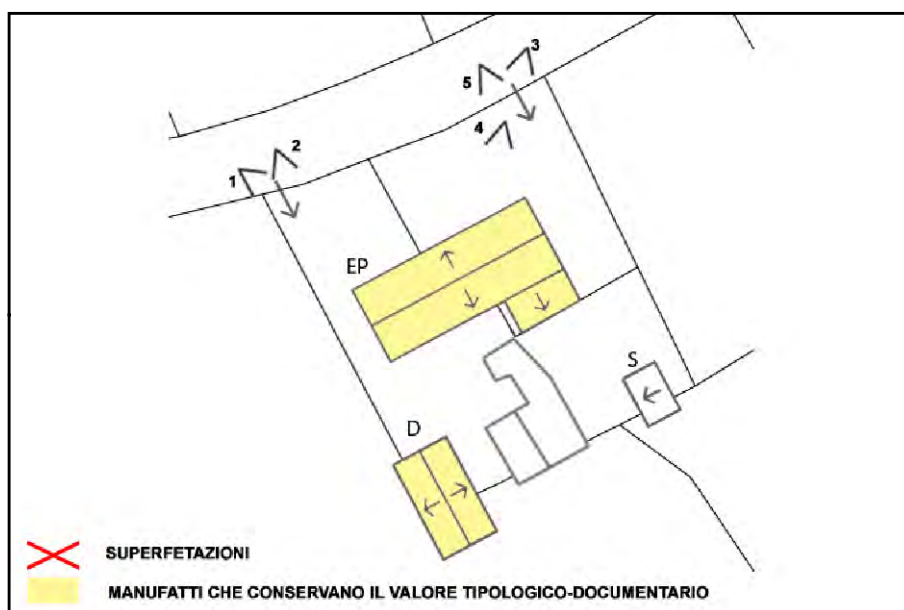 3
5
4
2
1
EP
S
D
SUPERFETAZIONI
MANUFATTI CHE CONSERVANO IL VALORE TIPOLOGICO-DOCUMENTARIO